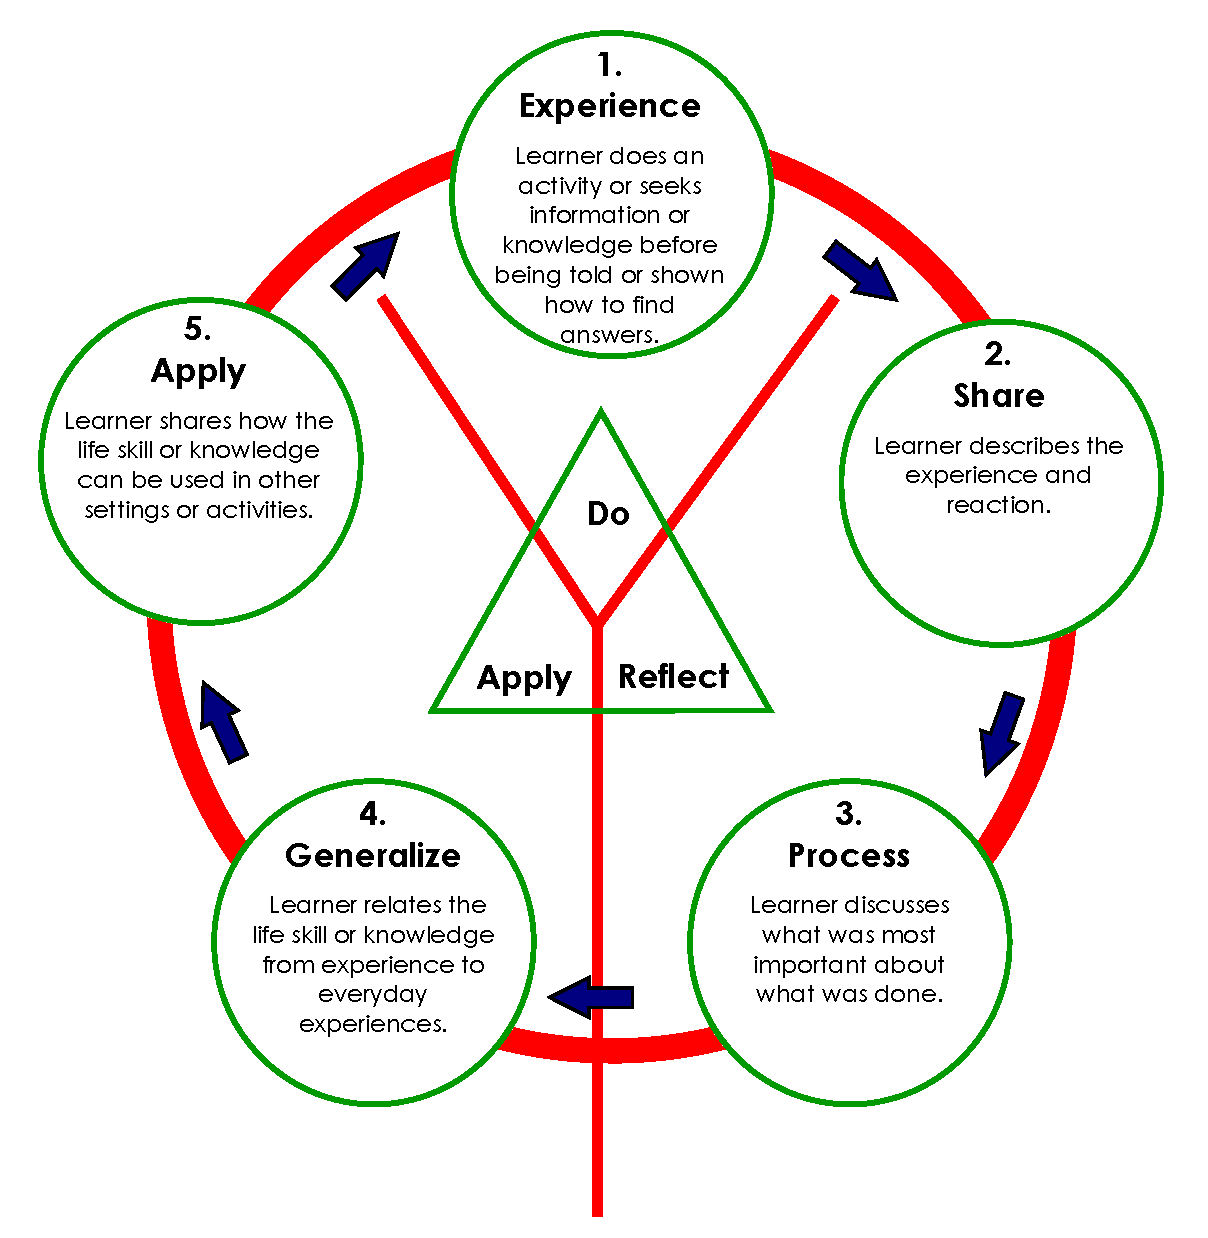 1.
Experience
Learner does an
activity or seeks
information or
knowledge before
being told or shown
how to find
answers.
2.
Share
Learner describes the
experience and
reaction.
3.
Process
Learner discusses
what was most
important about
what was done.
4.
Generalize
Learner relates the
life skill or knowledge
from experience to
everyday
experiences.
5.
Apply
Learner shares how the
life skill or knowledge
can be used in other
settings or activities.
Do
Apply
Reflect